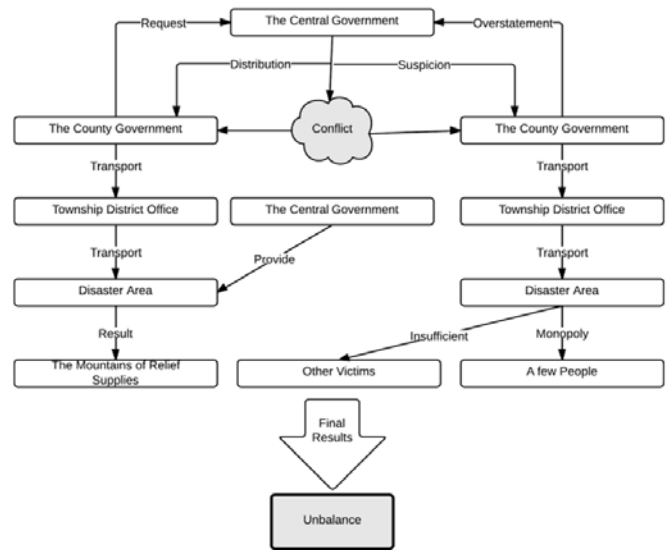 The Central Government
Request
Overstatement
Distribution
Suspicion
The County Government
Conflict
The County Government
Transport
Transport
Township District Office
The Central Government
Township District Office
Transport
Transport
Provide
Disaster Area
Disaster Area
Result
Insufficient
Monopoly
The Mountains of Relief
Supplies
Other Victims
A few People
Final
Results
Unbalance